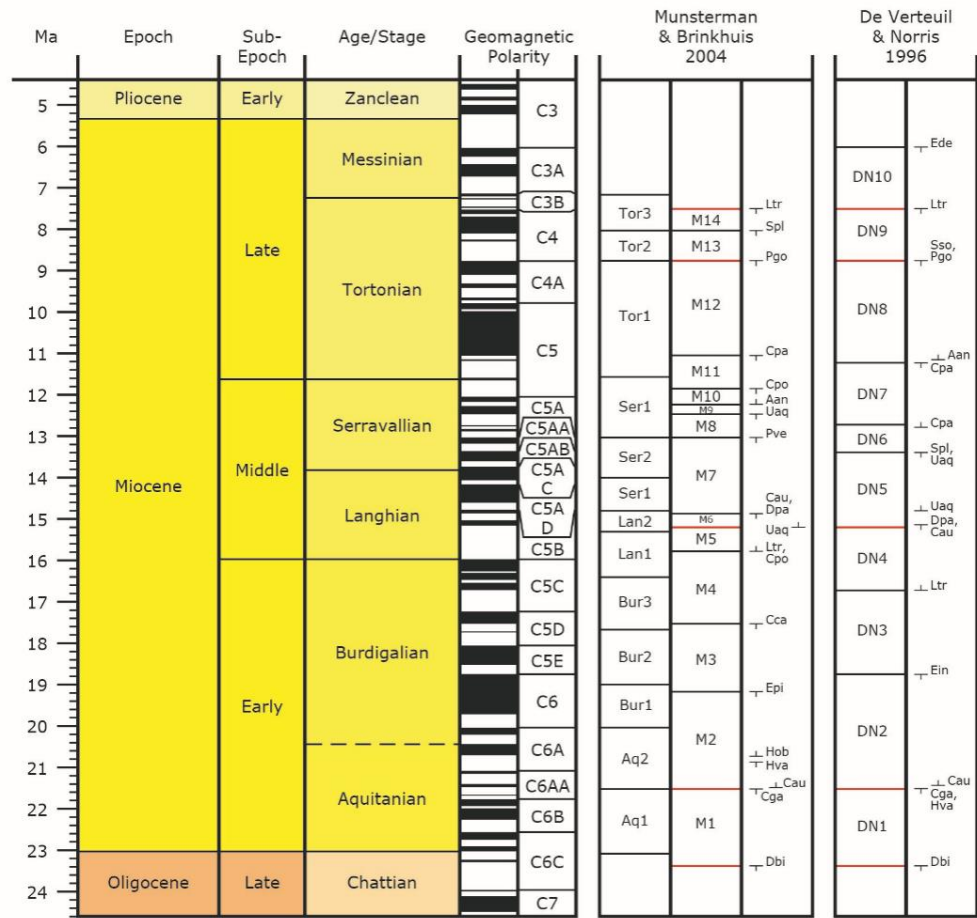 Ma
Epoch
Sub-
Epoch
Age/Stage
Geomagnetic
Polarity
Munsterman
& Brinkhuis
2004
De Verteuil
& Norris
1996
5
6
7
8
9
10
11
12
13
14
15
16
17
18
19
20
21
22
23
24
Pliocene
Miocene
Oligocene
Early
Late
Middle
Early
Late
Zanclean
Messinian
Tortonian
Serravallian
Langhian
Burdigalian
Aquitanian
Chattian
C3
C3A
C3B
C4
C4A
C5
C5A
C5AA
C5AB
C5A
C
C5A
D
C5B
C5C
C5D
C5E
C6
C6A
C6AA
C6B
C6C
C7
Tor3
Tor2
Tor1
Ser1
Ser2
Ser1
Lan2
Lan1
Bur3
Bur2
Bur1
Aq2
Aq1
M14
M13
M12
M11
M10
M9
M8
M7
M6
M5
M4
M3
M2
M1
Ltr
Spl
Pgo
Cpa
Cpo
Aan
Uaq
Pve
Cau,
Dpa
Uaq
Ltr,
Cpo
Cca
Epi
Hob
Hva
Cau
Cga
Dbi
DN10
DN9
DN8
DN7
DN6
DN5
DN4
DN3
DN2
DN1
Ede
Ltr
Sso,
Pgo
Aan
Cpa
Cpa
Spl,
Uaq
Uaq
Dpa,
Cau
Ltr
Ein
Cau
Cga,
Hva
Dbi